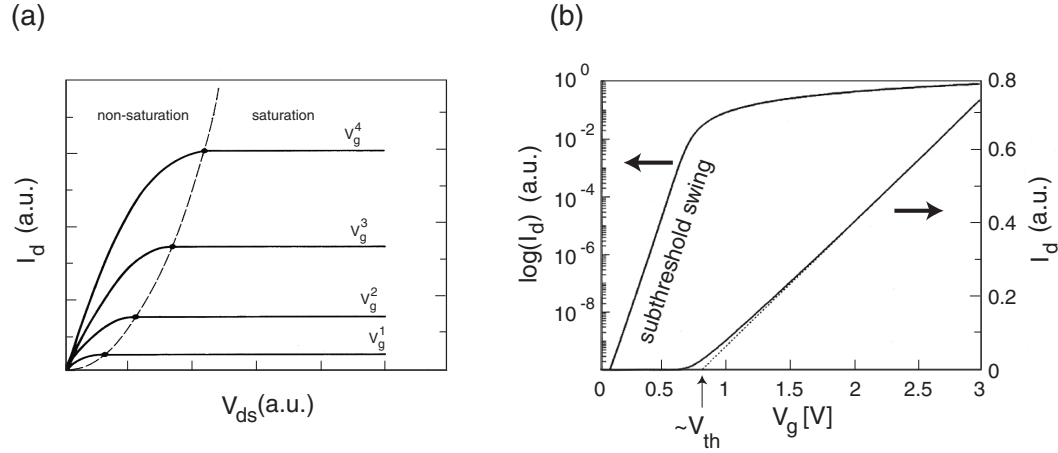 (a)
non-saturation
saturation
V_g^4
V_g^3
V_g^2
V_g^1
I_d (a.u.)
V_ds (a.u.)
(b)
10^0
10^-2
10^-4
10^-6
10^-8
log(I_d) (a.u.)
subthreshold swing
0.8
0.6
0.4
0.2
0
I_d (a.u.)
0
0.5
1
1.5
2
2.5
3
~V_th
V_g [V]